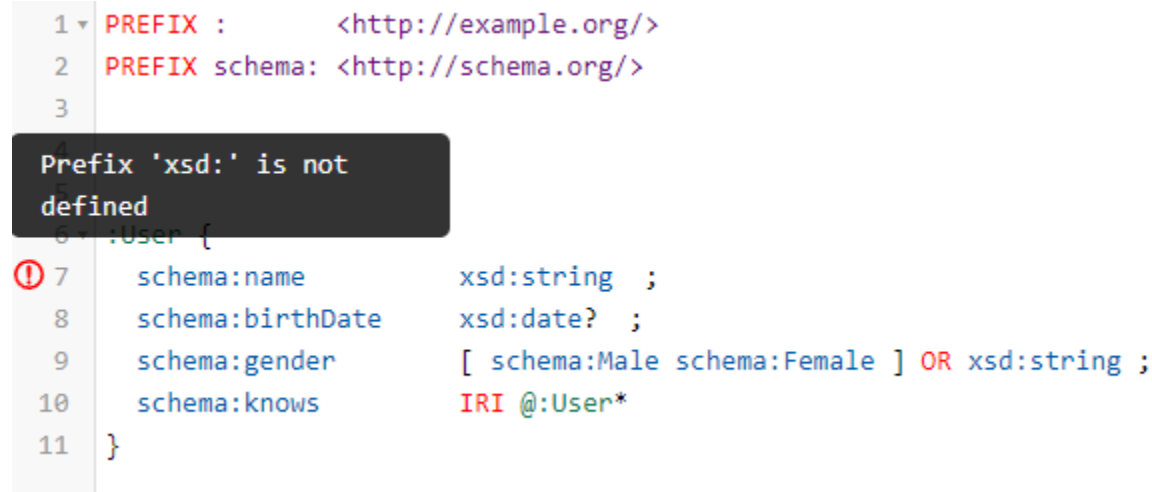 1 PREFIX :       <http://example.org/>
2 PREFIX schema: <http://schema.org/>
3
4
Prefix 'xsd:' is not
5
defined
6 :User {
7   schema:name          xsd:string  ;
8   schema:birthDate     xsd:date?  ;
9   schema:gender        [ schema:Male schema:Female ] OR xsd:string ;
10   schema:knows         IRI @:User*
11 }